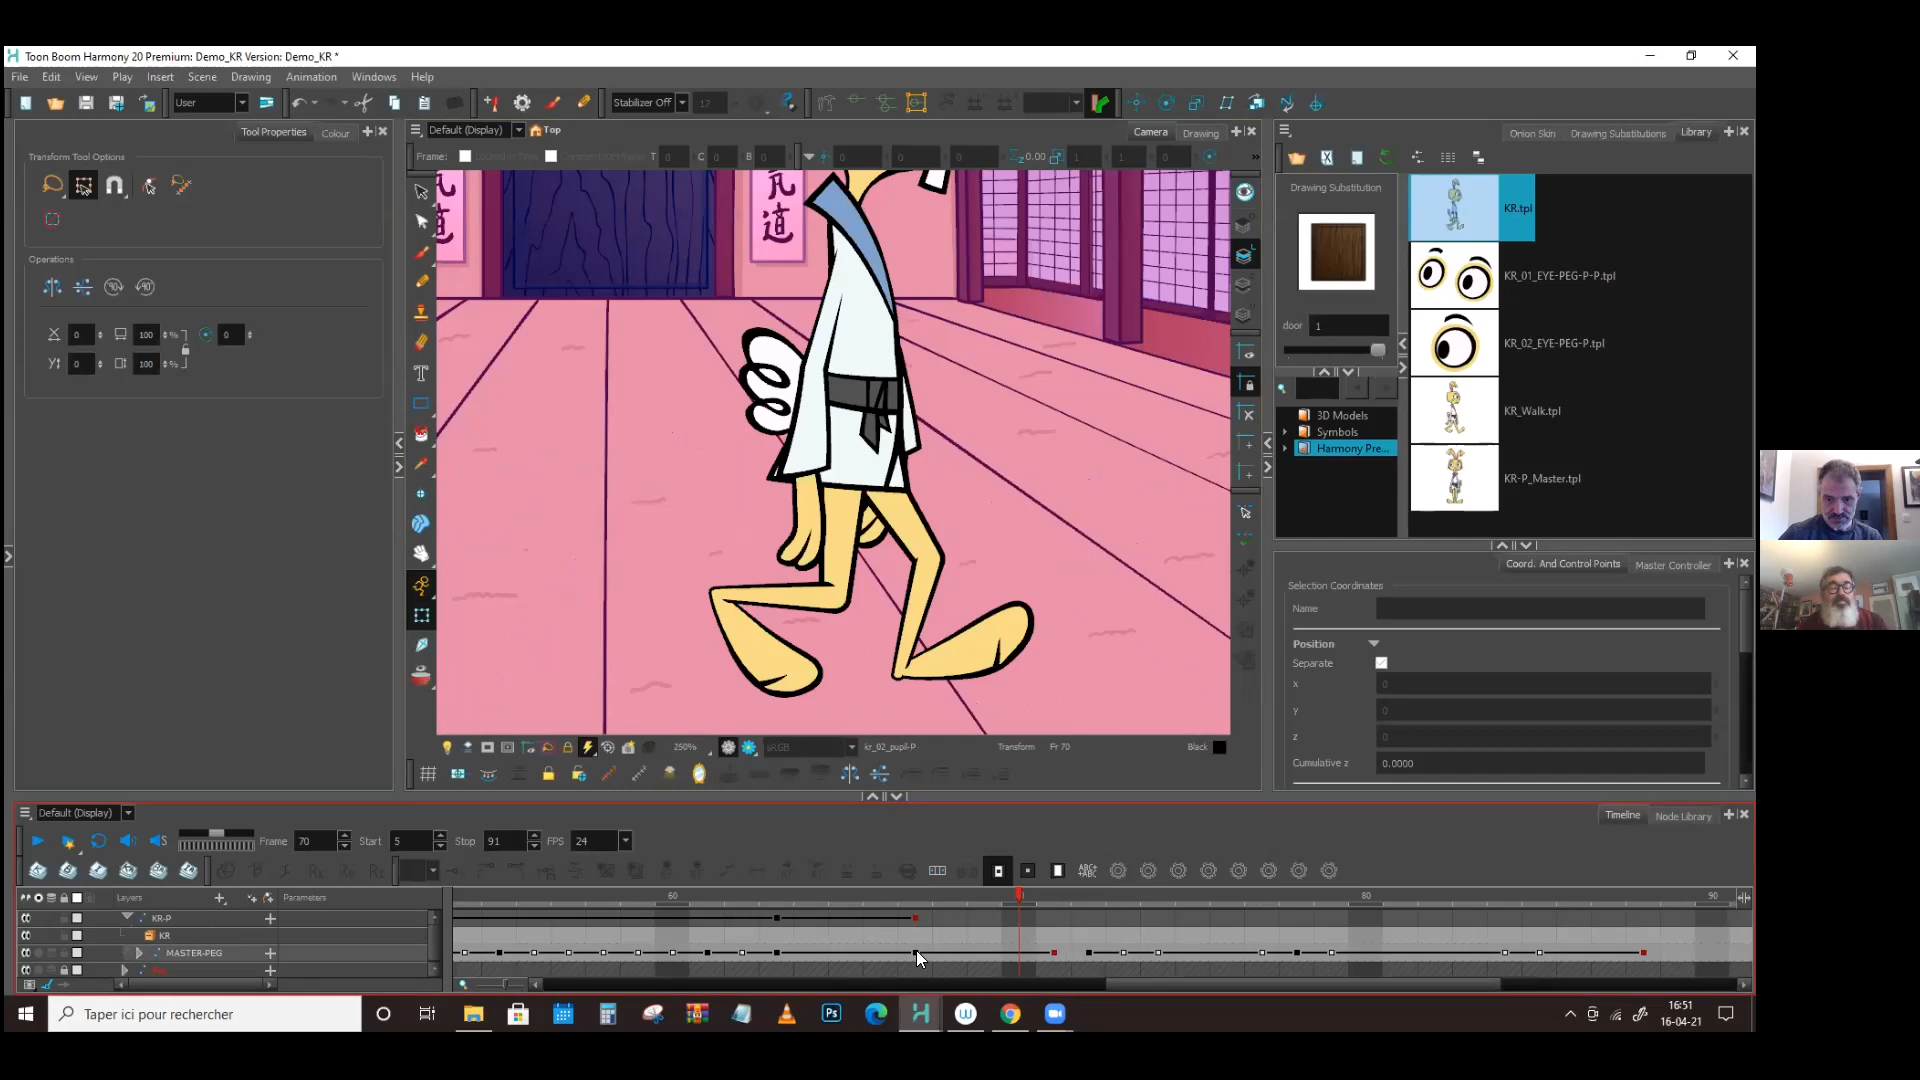 Toon Boom Harmony 20 Premium: Demo_KR Version: Demo_KR *
File Edit View Play Insert Scene Drawing Animation Windows Help
User
Stabilizer Off
17
Tool Properties Colour
Default (Display) Top
Camera Drawing
Onion Skin Drawing Substitutions Library
Transform Tool Options
Frame:
T 0 C 0 B 0
0 0 0
Z 0.00
1 1 0
Drawing Substitution
KR.tpl
道
道
Operations
KR_01_EYE-PEG-P-P.tpl
0 100 % 0
door 1
0 100 %
KR_02_EYE-PEG-P.tpl
KR_Walk.tpl
3D Models
Symbols
Harmony Pre...
KR-P_Master.tpl
Coord. And Control Points Master Controller
Selection Coordinates
Name
Position
Separate
x 0
y 0
z 0
Cumulative z 0.0000
250% sRGB kr_02_pupil-P Transform Fr 70 Black
Default (Display)
Timeline Node Library
Frame 70 Start 5 Stop 91 FPS 24
Layers Parameters
60 80 90
KR-P
KR
MASTER-PEG
Taper ici pour rechercher
16:51
16-04-21